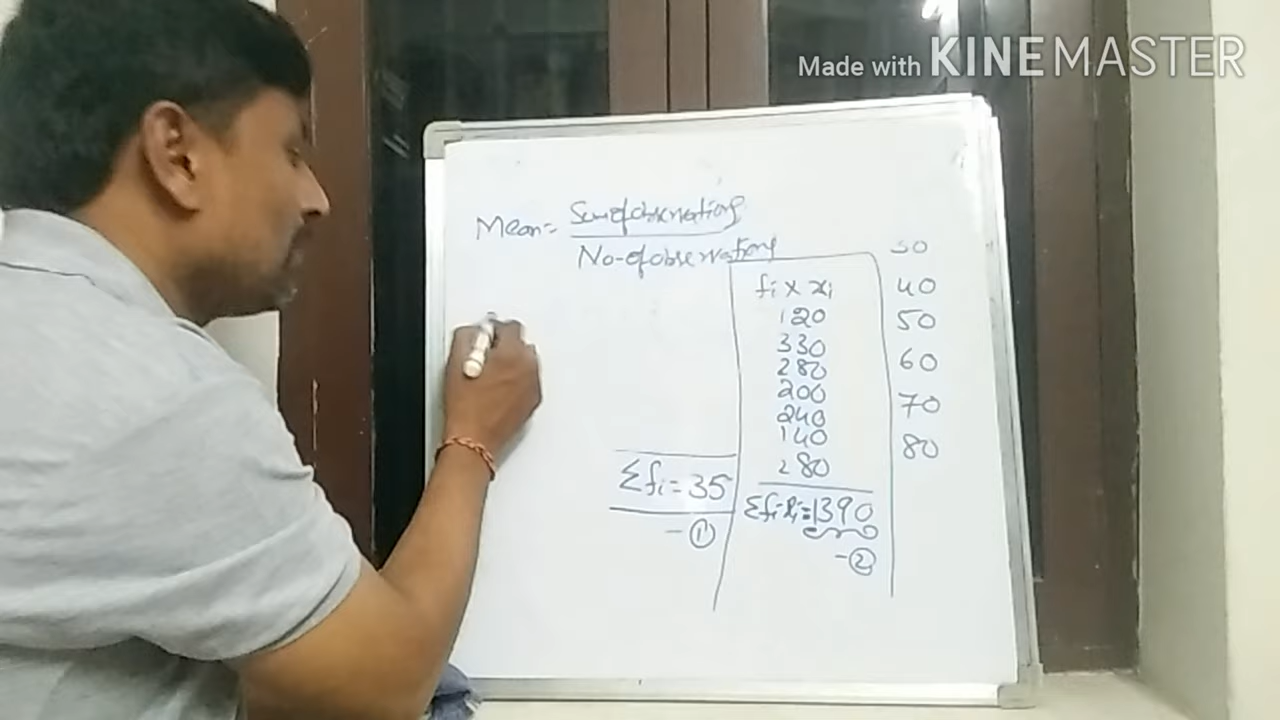 Made with KINEMASTER
Mean = Sum of observations
No-of observations
fi × xi
120
330
280
200
240
140
280
Σfi = 35
Σfixi = 1390
- ①
- ②
40
50
60
70
80